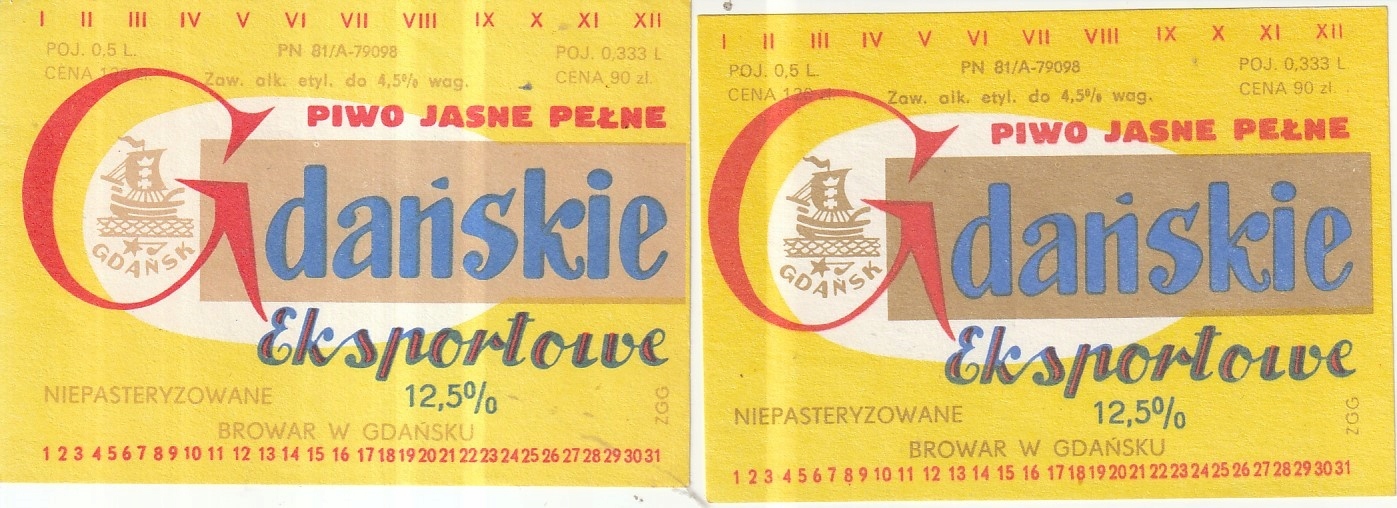 I II III IV V VI VII VIII IX X XI XII
POJ. 0,5 L. PN 81/A-79098 POJ. 0,333 L
CENA zł. Zaw. alk. etyl. do 4,5% wag. CENA 90 zł.
PIWO JASNE PEŁNE
Gdańskie
GDAŃSK
Eksportowe
NIEPASTERYZOWANE 12,5%
BROWAR W GDAŃSKU
ZGG
1 2 3 4 5 6 7 8 9 10 11 12 13 14 15 16 17 18 19 20 21 22 23 24 25 26 27 28 29 30 31
I II III IV V VI VII VIII IX X XI XII
POJ. 0,5 L. PN 81/A-79098 POJ. 0,333 L
CENA 120 zł. Zaw. alk. etyl. do 4,5% wag. CENA 90 zł.
PIWO JASNE PEŁNE
Gdańskie
GDAŃSK
Eksportowe
NIEPASTERYZOWANE 12,5%
BROWAR W GDAŃSKU
ZGG
1 2 3 4 5 6 7 8 9 10 11 12 13 14 15 16 17 18 19 20 21 22 23 24 25 26 27 28 29 30 31